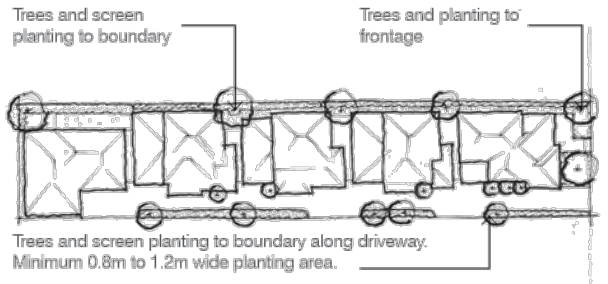 Trees and screen
planting to boundary
Trees and planting to
frontage
Trees and screen planting to boundary along driveway.
Minimum 0.8m to 1.2m wide planting area.